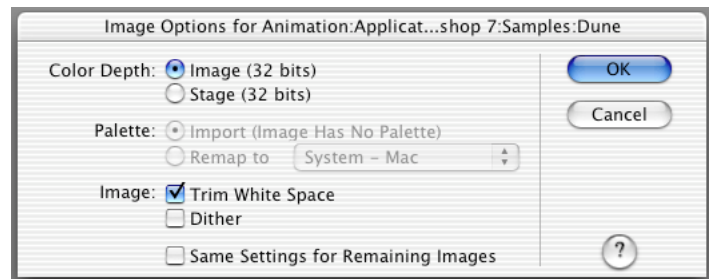 Image Options for Animation:Applicat...shop 7:Samples:Dune
Color Depth: Image (32 bits)
Stage (32 bits)
Palette: Import (Image Has No Palette)
Remap to System - Mac
Image: Trim White Space
Dither
Same Settings for Remaining Images
OK
Cancel
?